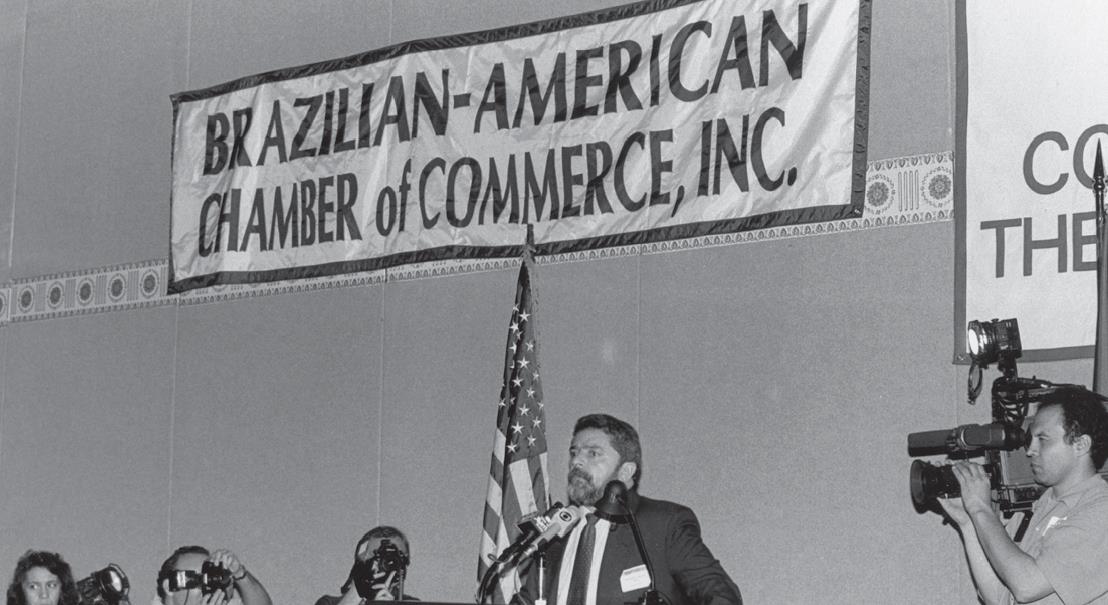 BRAZILIAN-AMERICAN
CHAMBER of COMMERCE, INC.
CO
THE